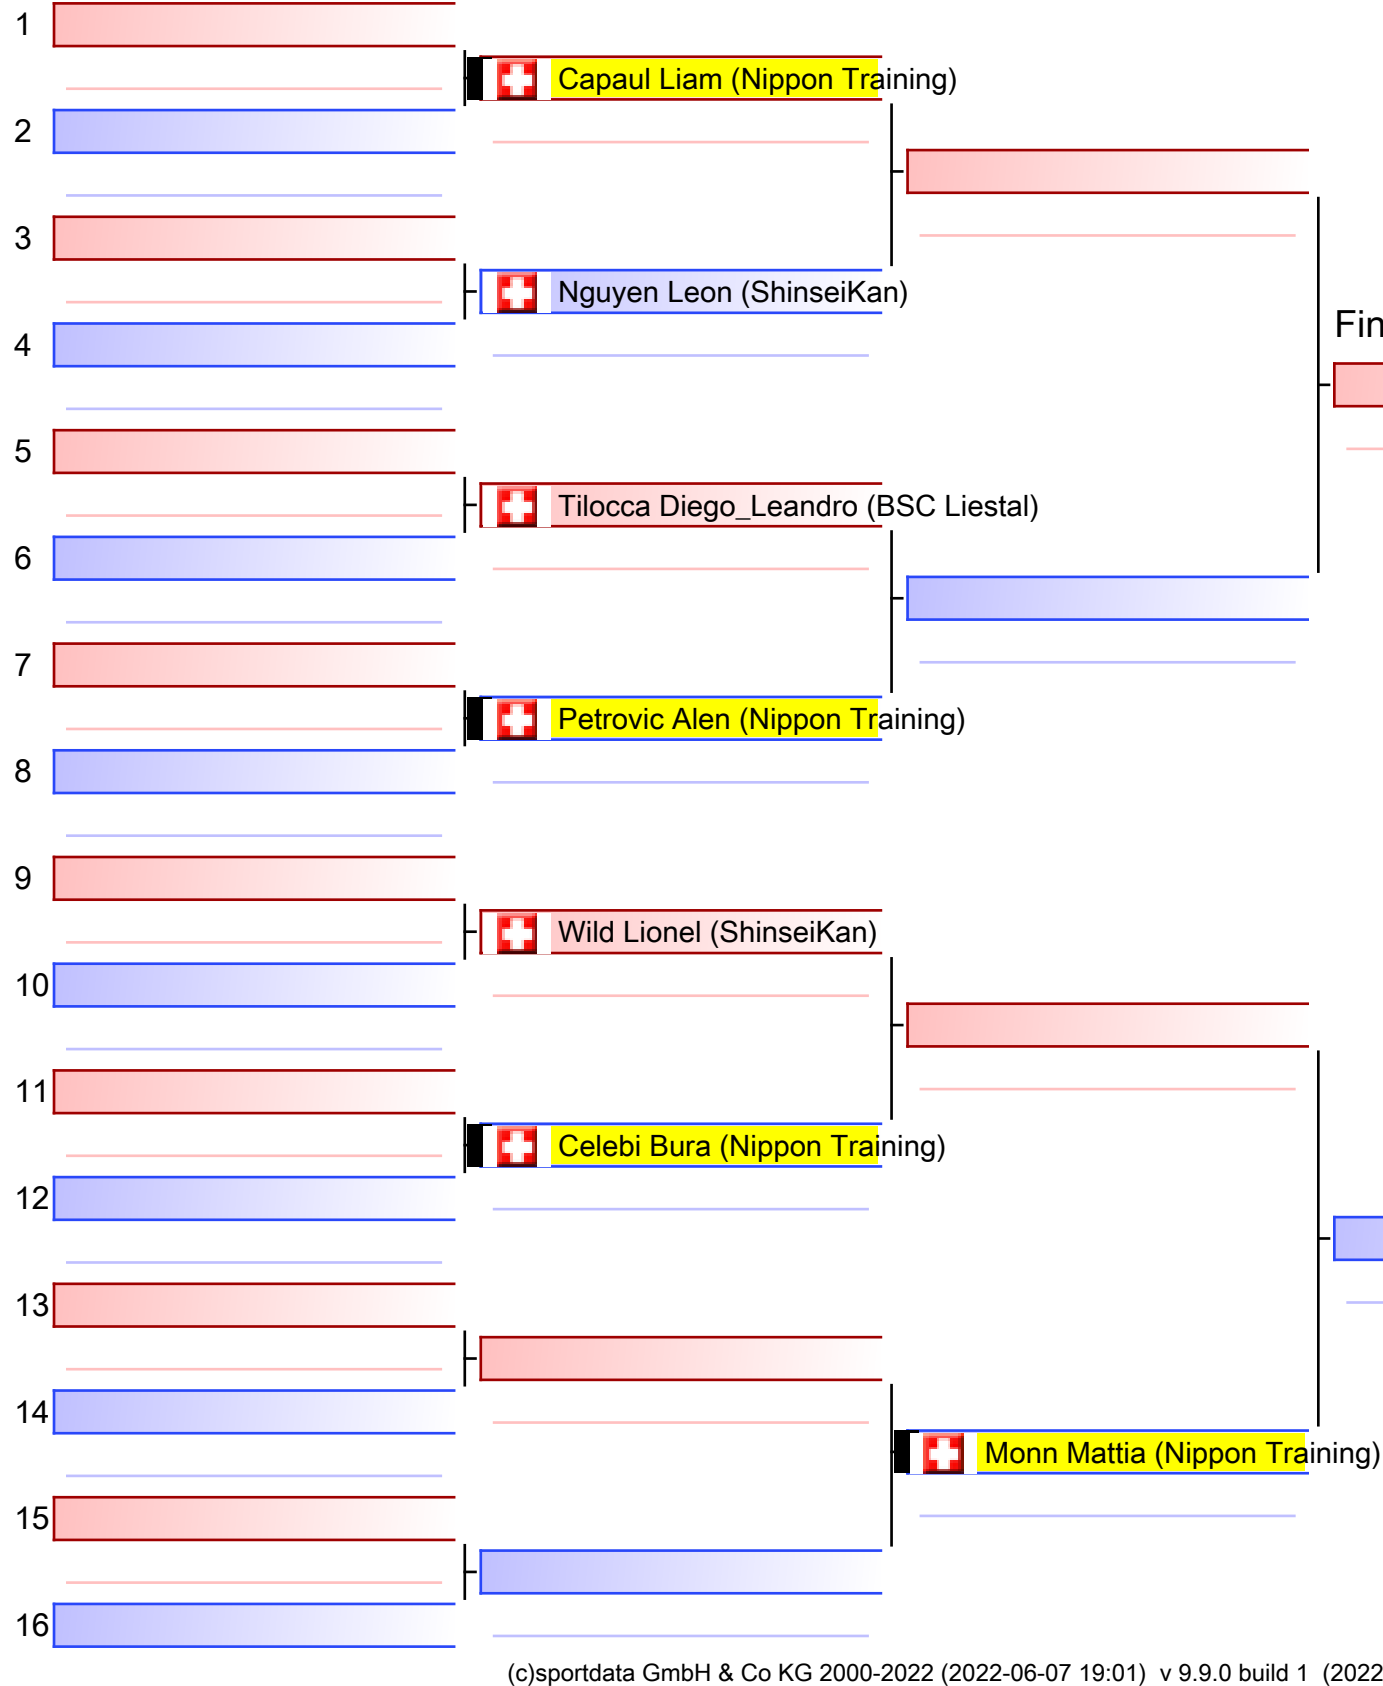 1
Capaul Liam (Nippon Training)
2
3
Nguyen Leon (ShinseiKan)
4
Fin
5
Tilocca Diego_Leandro (BSC Liestal)
6
7
Petrovic Alen (Nippon Training)
8
9
Wild Lionel (ShinseiKan)
10
11
Celebi Bura (Nippon Training)
12
13
14
Monn Mattia (Nippon Training)
15
16
(c)sportdata GmbH & Co KG 2000-2022 (2022-06-07 19:01) v 9.9.0 build 1 (2022